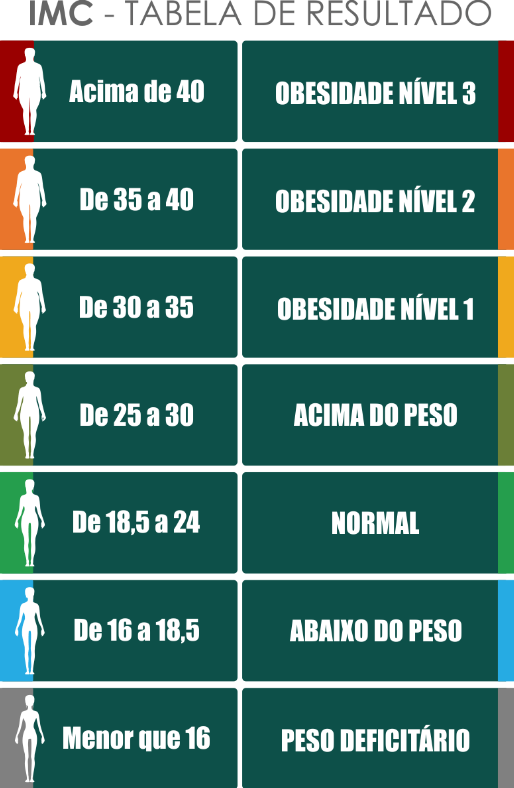 IMC - TABELA DE RESULTADO
Acima de 40 OBESIDADE NÍVEL 3
De 35 a 40 OBESIDADE NÍVEL 2
De 30 a 35 OBESIDADE NÍVEL 1
De 25 a 30 ACIMA DO PESO
De 18,5 a 24 NORMAL
De 16 a 18,5 ABAIXO DO PESO
Menor que 16 PESO DEFICITÁRIO